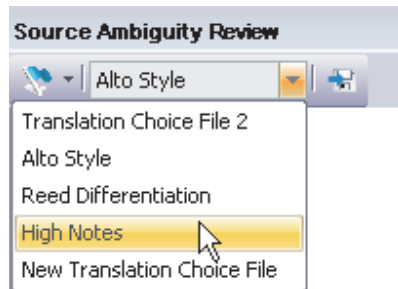 Source Ambiguity Review
Alto Style
Translation Choice File 2
Alto Style
Reed Differentiation
High Notes
New Translation Choice File